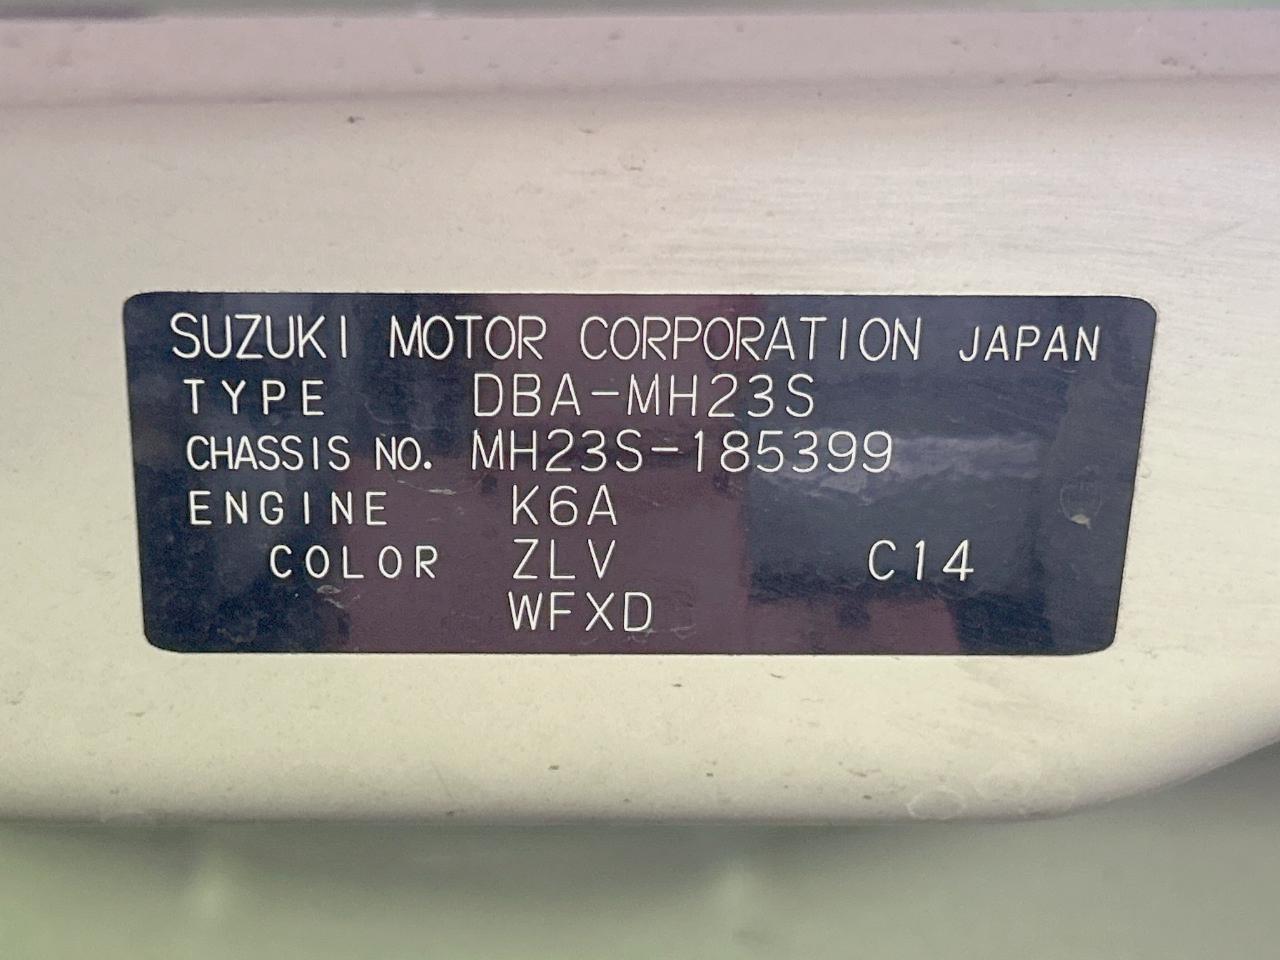 SUZUKI MOTOR CORPORATION JAPAN
TYPE DBA-MH23S
CHASSIS NO. MH23S-185399
ENGINE K6A
COLOR ZLV C14
WFXD